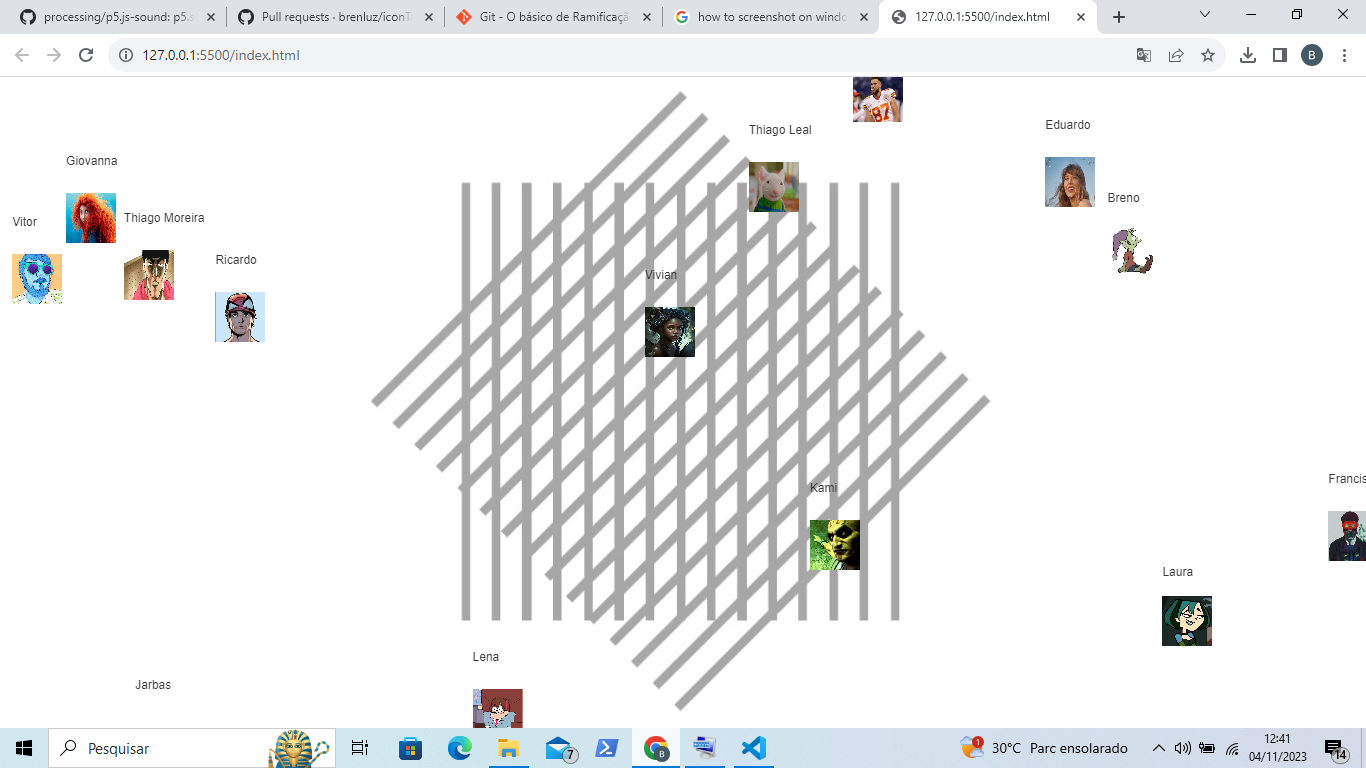 processing/p5.js-sound: p5.s
Pull requests · brenluz/iconT
Git - O básico de Ramificaçã
how to screenshot on windo
127.0.0.1:5500/index.html
127.0.0.1:5500/index.html
B
87
Thiago Leal
Eduardo
Giovanna
Breno
Vitor
Thiago Moreira
Ricardo
Vivian
Kami
Francis
Laura
Lena
Jarbas
Pesquisar
7
B
1
30°C Parc ensolarado
12:41
04/11/2023
14